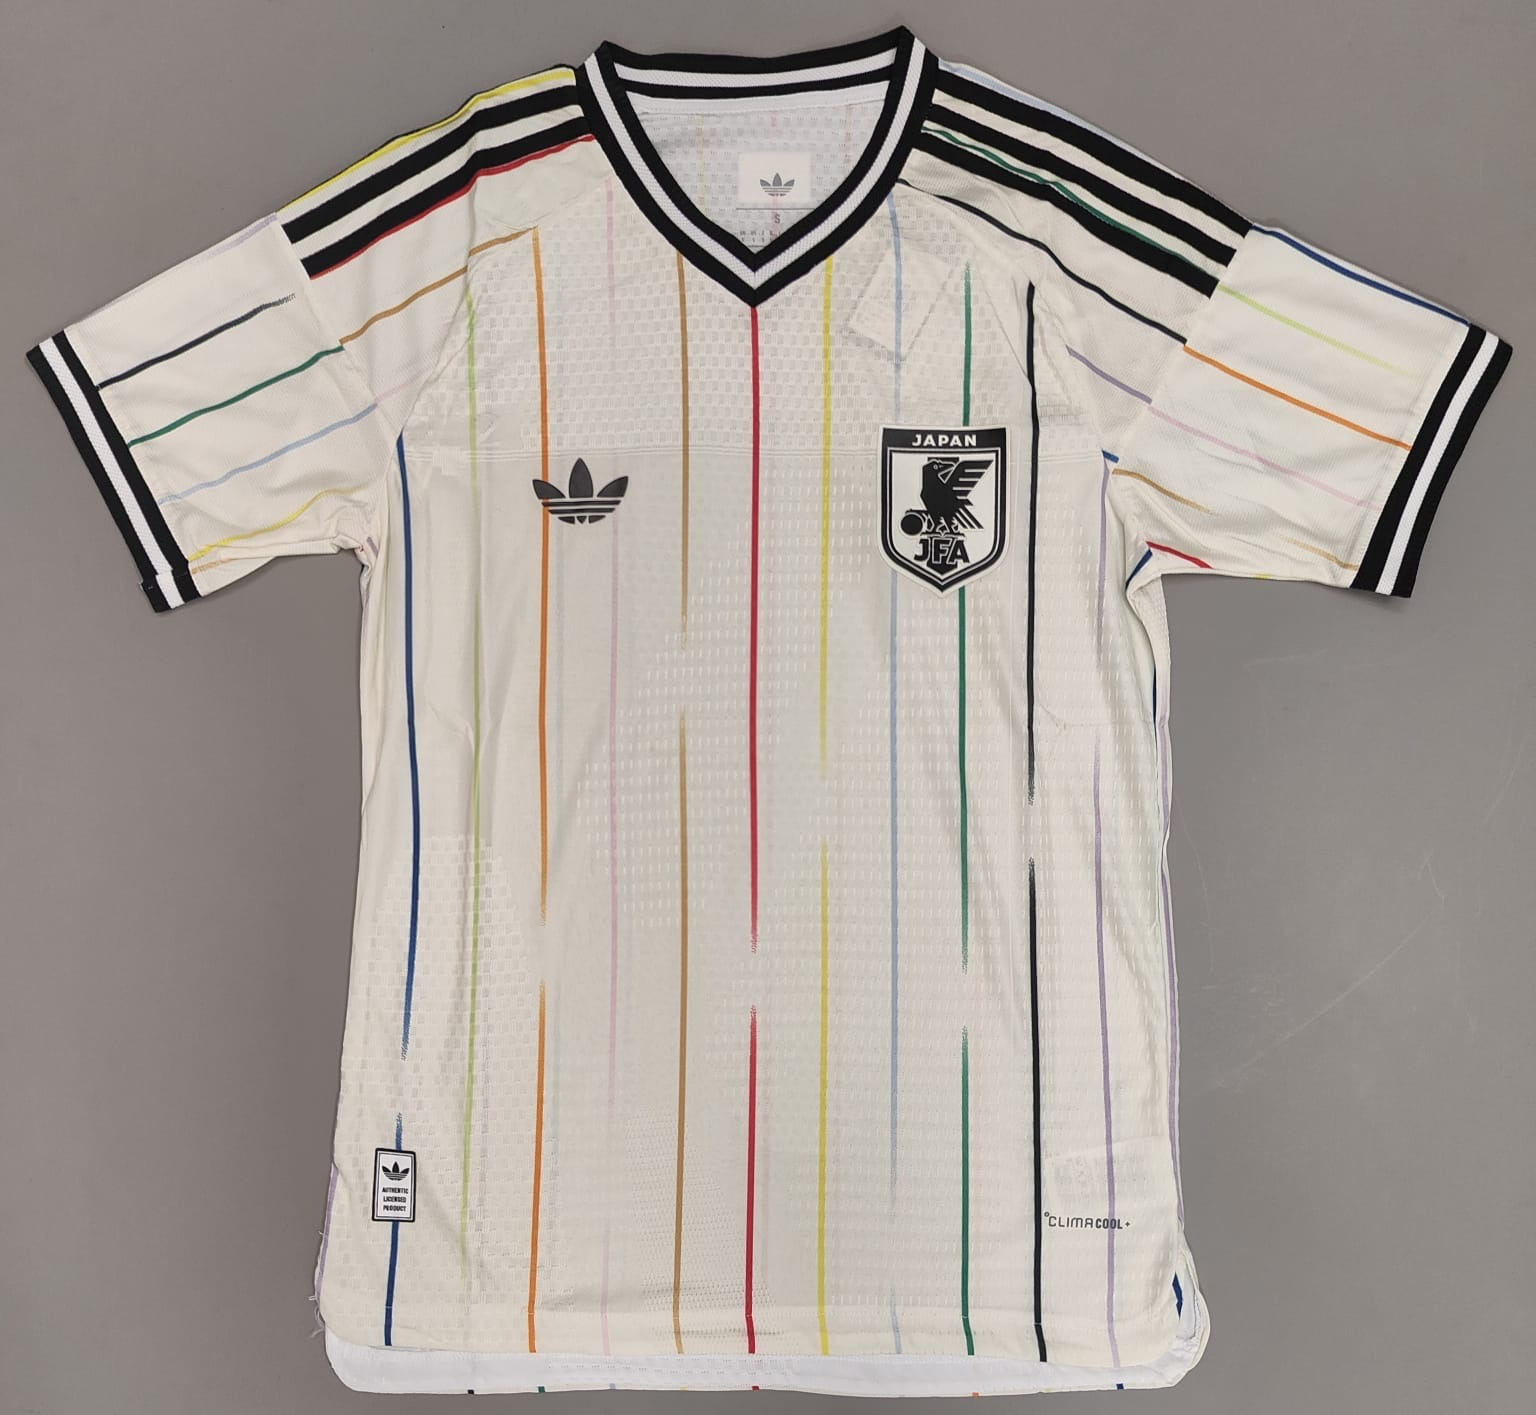 S
JAPAN
JFA
AUTHENTIC
LICENSED
PRODUCT
CLIMACOOL+